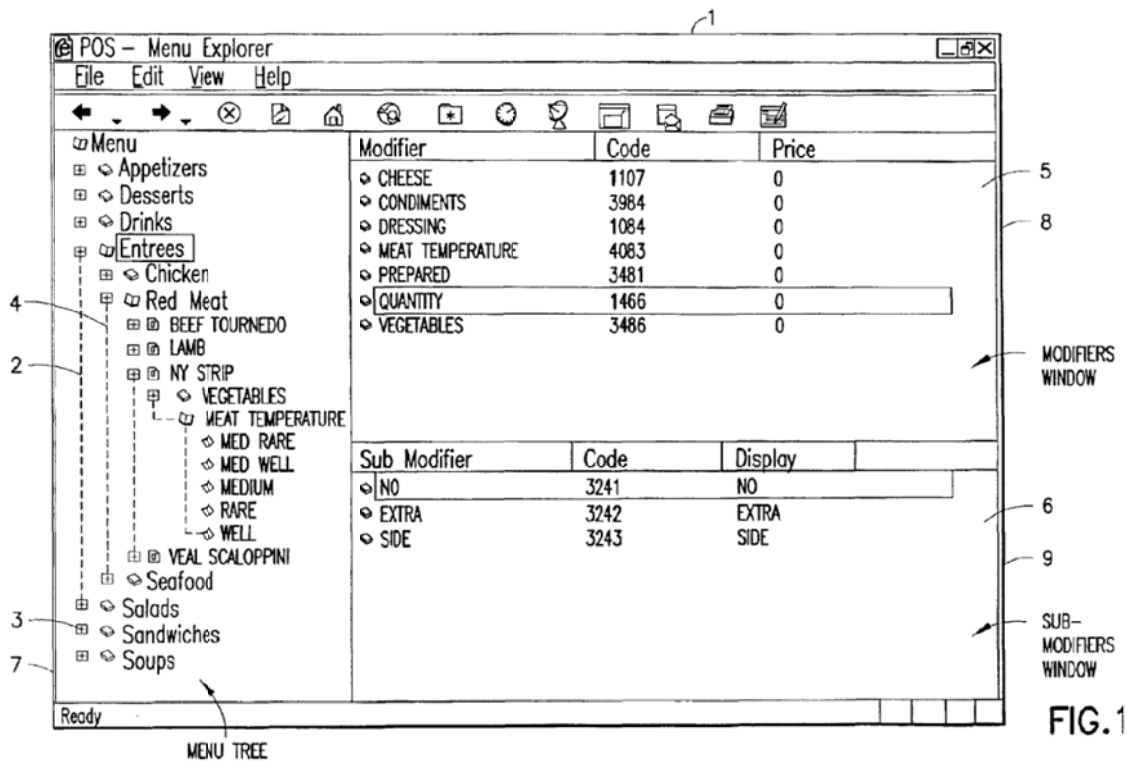 1
POS – Menu Explorer
File Edit View Help
Menu
Appetizers
Desserts
Drinks
Entrees
Chicken
Red Meat
BEEF TOURNEDO
LAMB
NY STRIP
VEGETABLES
MEAT TEMPERATURE
MED RARE
MED WELL
MEDIUM
RARE
WELL
VEAL SCALOPPINI
Seafood
Salads
Sandwiches
Soups
4
2
3
7
Modifier Code Price
CHEESE 1107 0
CONDIMENTS 3984 0
DRESSING 1084 0
MEAT TEMPERATURE 4083 0
PREPARED 3481 0
QUANTITY 1466 0
VEGETABLES 3486 0
5
8
MODIFIERS
WINDOW
Sub Modifier Code Display
NO 3241 NO
EXTRA 3242 EXTRA
SIDE 3243 SIDE
6
9
SUB-
MODIFIERS
WINDOW
Ready
MENU TREE
FIG.1